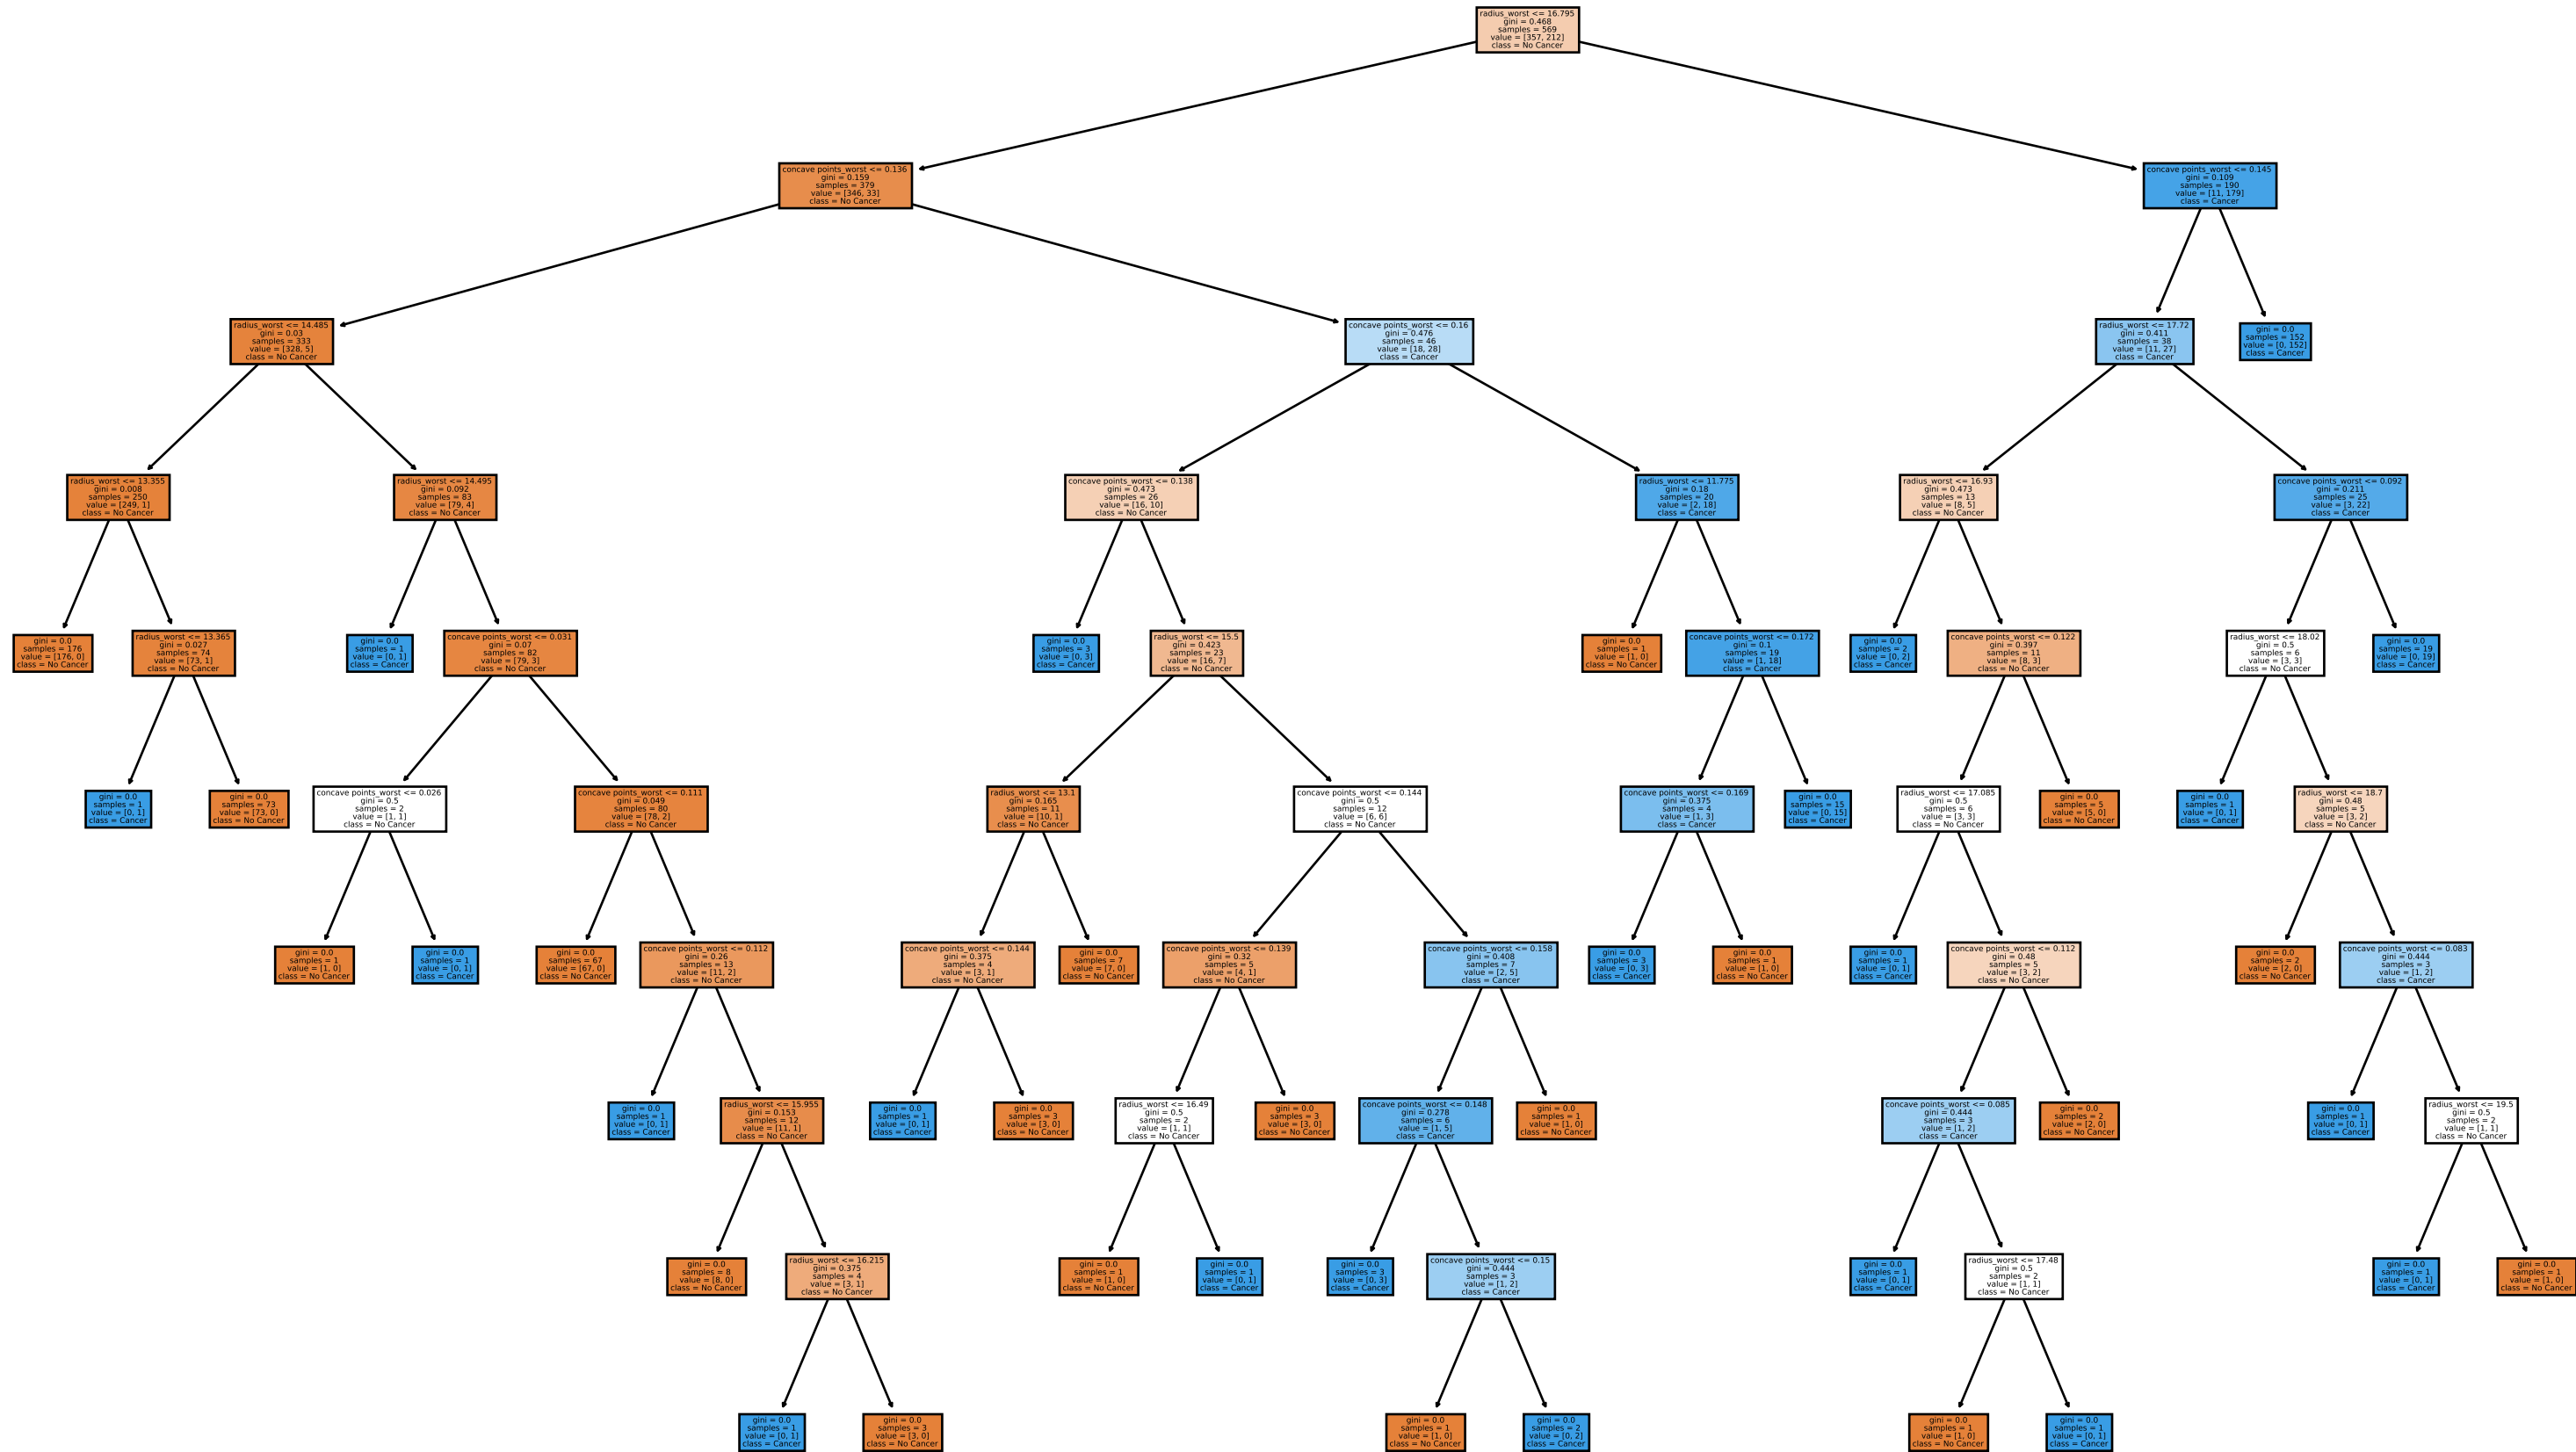 radius_worst <= 16.795
gini = 0.468
samples = 569
value = [357, 212]
class = No Cancer
concave points_worst <= 0.136
gini = 0.159
samples = 379
value = [346, 33]
class = No Cancer
concave points_worst <= 0.145
gini = 0.109
samples = 190
value = [11, 179]
class = Cancer
radius_worst <= 14.485
gini = 0.03
samples = 333
value = [328, 5]
class = No Cancer
concave points_worst <= 0.16
gini = 0.476
samples = 46
value = [18, 28]
class = Cancer
radius_worst <= 17.72
gini = 0.411
samples = 38
value = [11, 27]
class = Cancer
gini = 0.0
samples = 152
value = [0, 152]
class = Cancer
radius_worst <= 13.355
gini = 0.008
samples = 250
value = [249, 1]
class = No Cancer
radius_worst <= 14.495
gini = 0.092
samples = 83
value = [79, 4]
class = No Cancer
concave points_worst <= 0.138
gini = 0.473
samples = 26
value = [16, 10]
class = No Cancer
radius_worst <= 11.775
gini = 0.18
samples = 20
value = [2, 18]
class = Cancer
radius_worst <= 16.93
gini = 0.473
samples = 13
value = [8, 5]
class = No Cancer
concave points_worst <= 0.092
gini = 0.211
samples = 25
value = [3, 22]
class = Cancer
gini = 0.0
samples = 176
value = [176, 0]
class = No Cancer
radius_worst <= 13.365
gini = 0.027
samples = 74
value = [73, 1]
class = No Cancer
gini = 0.0
samples = 1
value = [0, 1]
class = Cancer
concave points_worst <= 0.031
gini = 0.07
samples = 82
value = [79, 3]
class = No Cancer
gini = 0.0
samples = 3
value = [0, 3]
class = Cancer
radius_worst <= 15.5
gini = 0.423
samples = 23
value = [16, 7]
class = No Cancer
gini = 0.0
samples = 1
value = [1, 0]
class = No Cancer
concave points_worst <= 0.172
gini = 0.1
samples = 19
value = [1, 18]
class = Cancer
gini = 0.0
samples = 2
value = [0, 2]
class = Cancer
concave points_worst <= 0.122
gini = 0.397
samples = 11
value = [8, 3]
class = No Cancer
radius_worst <= 18.02
gini = 0.5
samples = 6
value = [3, 3]
class = No Cancer
gini = 0.0
samples = 19
value = [0, 19]
class = Cancer
gini = 0.0
samples = 1
value = [0, 1]
class = Cancer
gini = 0.0
samples = 73
value = [73, 0]
class = No Cancer
concave points_worst <= 0.026
gini = 0.5
samples = 2
value = [1, 1]
class = No Cancer
concave points_worst <= 0.111
gini = 0.049
samples = 80
value = [78, 2]
class = No Cancer
radius_worst <= 13.1
gini = 0.165
samples = 11
value = [10, 1]
class = No Cancer
concave points_worst <= 0.144
gini = 0.5
samples = 12
value = [6, 6]
class = No Cancer
concave points_worst <= 0.169
gini = 0.375
samples = 4
value = [1, 3]
class = Cancer
gini = 0.0
samples = 15
value = [0, 15]
class = Cancer
radius_worst <= 17.085
gini = 0.5
samples = 6
value = [3, 3]
class = No Cancer
gini = 0.0
samples = 5
value = [5, 0]
class = No Cancer
gini = 0.0
samples = 1
value = [0, 1]
class = Cancer
radius_worst <= 18.7
gini = 0.48
samples = 5
value = [3, 2]
class = No Cancer
gini = 0.0
samples = 1
value = [1, 0]
class = No Cancer
gini = 0.0
samples = 1
value = [0, 1]
class = Cancer
gini = 0.0
samples = 67
value = [67, 0]
class = No Cancer
concave points_worst <= 0.112
gini = 0.26
samples = 13
value = [11, 2]
class = No Cancer
concave points_worst <= 0.144
gini = 0.375
samples = 4
value = [3, 1]
class = No Cancer
gini = 0.0
samples = 7
value = [7, 0]
class = No Cancer
concave points_worst <= 0.139
gini = 0.32
samples = 5
value = [4, 1]
class = No Cancer
concave points_worst <= 0.158
gini = 0.408
samples = 7
value = [2, 5]
class = Cancer
gini = 0.0
samples = 3
value = [0, 3]
class = Cancer
gini = 0.0
samples = 1
value = [1, 0]
class = No Cancer
gini = 0.0
samples = 1
value = [0, 1]
class = Cancer
concave points_worst <= 0.112
gini = 0.48
samples = 5
value = [3, 2]
class = No Cancer
gini = 0.0
samples = 2
value = [2, 0]
class = No Cancer
concave points_worst <= 0.083
gini = 0.444
samples = 3
value = [1, 2]
class = Cancer
gini = 0.0
samples = 1
value = [0, 1]
class = Cancer
radius_worst <= 15.955
gini = 0.153
samples = 12
value = [11, 1]
class = No Cancer
gini = 0.0
samples = 1
value = [0, 1]
class = Cancer
gini = 0.0
samples = 3
value = [3, 0]
class = No Cancer
radius_worst <= 16.49
gini = 0.5
samples = 2
value = [1, 1]
class = No Cancer
gini = 0.0
samples = 3
value = [3, 0]
class = No Cancer
concave points_worst <= 0.148
gini = 0.278
samples = 6
value = [1, 5]
class = Cancer
gini = 0.0
samples = 1
value = [1, 0]
class = No Cancer
concave points_worst <= 0.085
gini = 0.444
samples = 3
value = [1, 2]
class = Cancer
gini = 0.0
samples = 2
value = [2, 0]
class = No Cancer
gini = 0.0
samples = 1
value = [0, 1]
class = Cancer
radius_worst <= 19.5
gini = 0.5
samples = 2
value = [1, 1]
class = No Cancer
gini = 0.0
samples = 8
value = [8, 0]
class = No Cancer
radius_worst <= 16.215
gini = 0.375
samples = 4
value = [3, 1]
class = No Cancer
gini = 0.0
samples = 1
value = [1, 0]
class = No Cancer
gini = 0.0
samples = 1
value = [0, 1]
class = Cancer
gini = 0.0
samples = 3
value = [0, 3]
class = Cancer
concave points_worst <= 0.15
gini = 0.444
samples = 3
value = [1, 2]
class = Cancer
gini = 0.0
samples = 1
value = [0, 1]
class = Cancer
radius_worst <= 17.48
gini = 0.5
samples = 2
value = [1, 1]
class = No Cancer
gini = 0.0
samples = 1
value = [0, 1]
class = Cancer
gini = 0.0
samples = 1
value = [1, 0]
class = No Cancer
gini = 0.0
samples = 1
value = [0, 1]
class = Cancer
gini = 0.0
samples = 3
value = [3, 0]
class = No Cancer
gini = 0.0
samples = 1
value = [1, 0]
class = No Cancer
gini = 0.0
samples = 2
value = [0, 2]
class = Cancer
gini = 0.0
samples = 1
value = [1, 0]
class = No Cancer
gini = 0.0
samples = 1
value = [0, 1]
class = Cancer